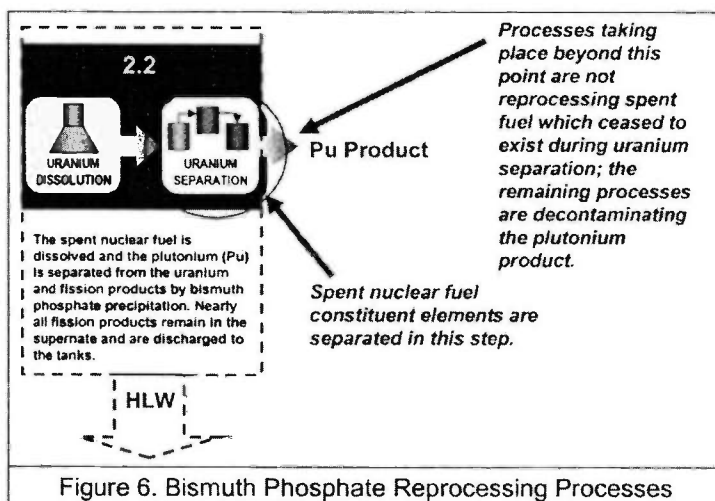 2.2
URANIUM
DISSOLUTION
URANIUM
SEPARATION
Pu Product
Processes taking
place beyond this
point are not
reprocessing spent
fuel which ceased to
exist during uranium
separation; the
remaining processes
are decontaminating
the plutonium
product.
The spent nuclear fuel is
dissolved and the plutonium (Pu)
is separated from the uranium
and fission products by bismuth
phosphate precipitation. Nearly
all fission products remain in the
supernate and are discharged to
the tanks.
Spent nuclear fuel
constituent elements are
separated in this step.
HLW
Figure 6. Bismuth Phosphate Reprocessing Processes